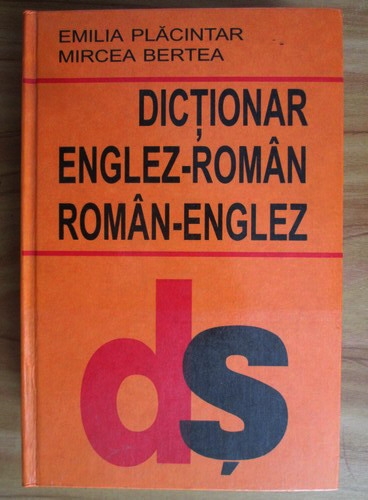 EMILIA PLĂCINTAR
MIRCEA BERTEA
DICȚIONAR
ENGLEZ-ROMÂN
ROMÂN-ENGLEZ
dș